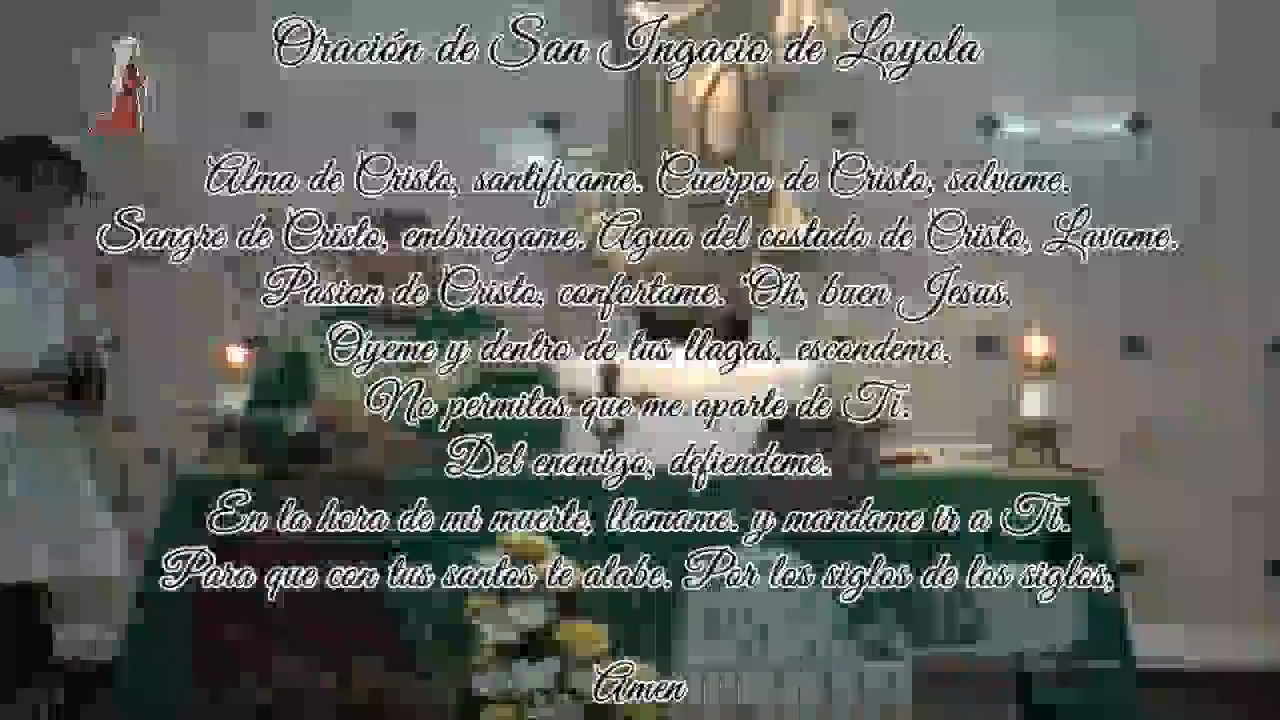 Oración de San Ingacio de Loyola
Alma de Cristo, santificame. Cuerpo de Cristo, salvame.
Sangre de Cristo, embriagame. Agua del costado de Cristo, Lavame.
Pasion de Cristo, confortame. Oh, buen Jesus,
Oyeme y dentro de tus llagas, escondeme.
No permitas que me aparte de Ti.
Del enemigo, defiendeme.
En la hora de mi muerte, llamame. y mandame ir a Ti.
Para que con tus santos te alabe. Por los siglos de los siglos,
Amen